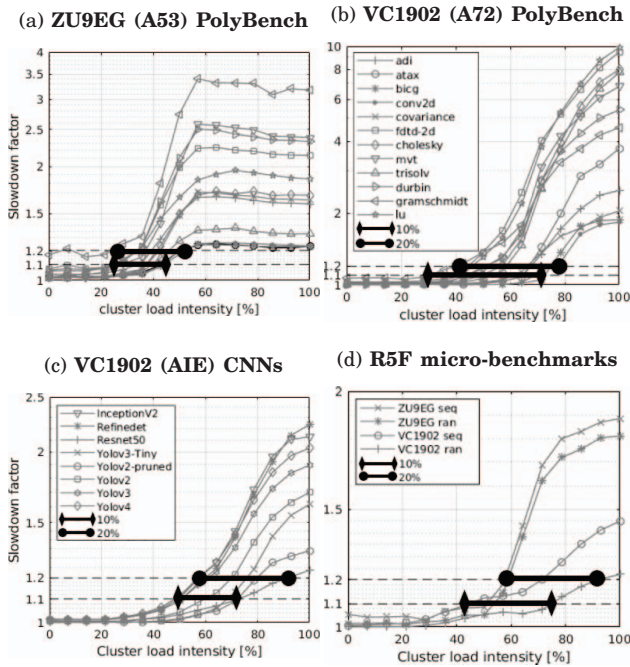 (a) ZU9EG (A53) PolyBench
4
3.5
3
2.5
2
1.5
1.2
1.1
1
Slowdown factor
0 20 40 60 80 100
cluster load intensity [%]
(b) VC1902 (A72) PolyBench
10
6
4
2
1.2
1.1
1
adi
atax
bicg
conv2d
covariance
fdtd-2d
cholesky
mvt
trisolv
durbin
gramschmidt
lu
10%
20%
0 20 40 60 80 100
cluster load intensity [%]
(c) VC1902 (AIE) CNNs
2.5
2
1.5
1.2
1.1
1
Slowdown factor
InceptionV2
Refinedet
Resnet50
Yolov3-Tiny
Yolov2-pruned
Yolov2
Yolov3
Yolov4
10%
20%
0 20 40 60 80 100
Cluster load intensity [%]
(d) R5F micro-benchmarks
2
1.5
1.2
1.1
1
ZU9EG seq
ZU9EG ran
VC1902 seq
VC1902 ran
10%
20%
0 20 40 60 80 100
Cluster load intensity [%]